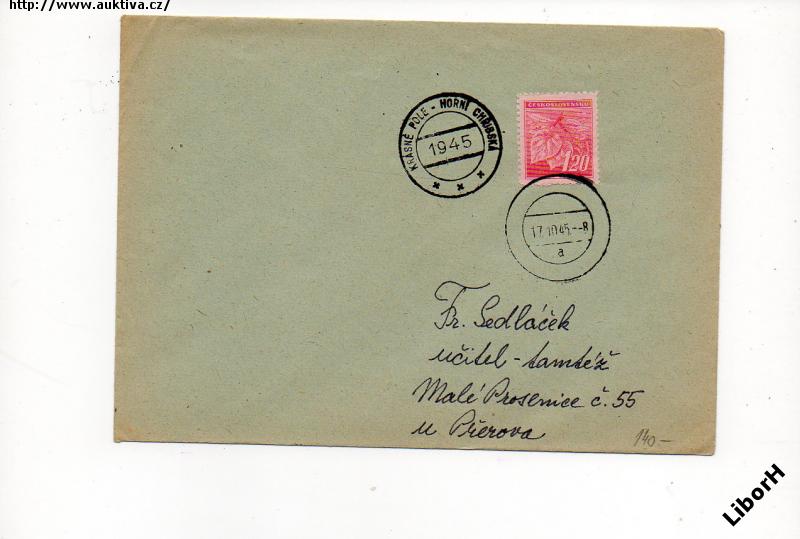 http://www.auktiva.cz/
KRÁSNÉ POLE - HORNÍ CHŘIBSKÁ
1945
ČESKOSLOVENSKO
1.20
17.10.45.--8
a
Fr. Sedláček
učitel - tamtéž
Malé Prosenice č. 55
u Přerova
140-
LiborH